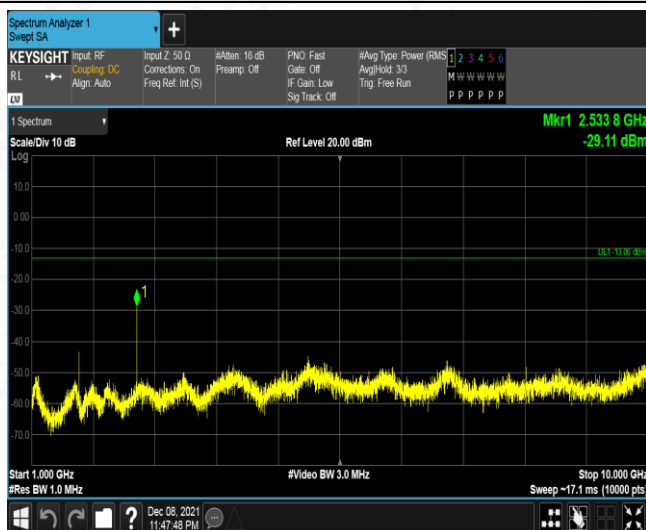 Spectrum Analyzer 1
Swept SA
KEYSIGHT
RL
LXI
Input: RF
Coupling: DC
Align: Auto
Input Z: 50 Ω
Corrections: On
Freq Ref: Int (S)
#Atten: 16 dB
Preamp: Off
PNO: Fast
Gate: Off
IF Gain: Low
Sig Track: Off
#Avg Type: Power (RMS
Avg|Hold: 3/3
Trig: Free Run
1 2 3 4 5 6
M W W W W W
P P P P P P
1 Spectrum
Scale/Div 10 dB
Ref Level 20.00 dBm
Mkr1 2.533 8 GHz
-29.11 dBm
Log
10.0
0.00
-10.0
DL1 -13.00 dBm
-20.0
1
-30.0
-40.0
-50.0
-60.0
-70.0
Start 1.000 GHz
#Video BW 3.0 MHz
Stop 10.000 GHz
#Res BW 1.0 MHz
Sweep ~17.1 ms (10000 pts)
?
Dec 08, 2021
11:47:48 PM